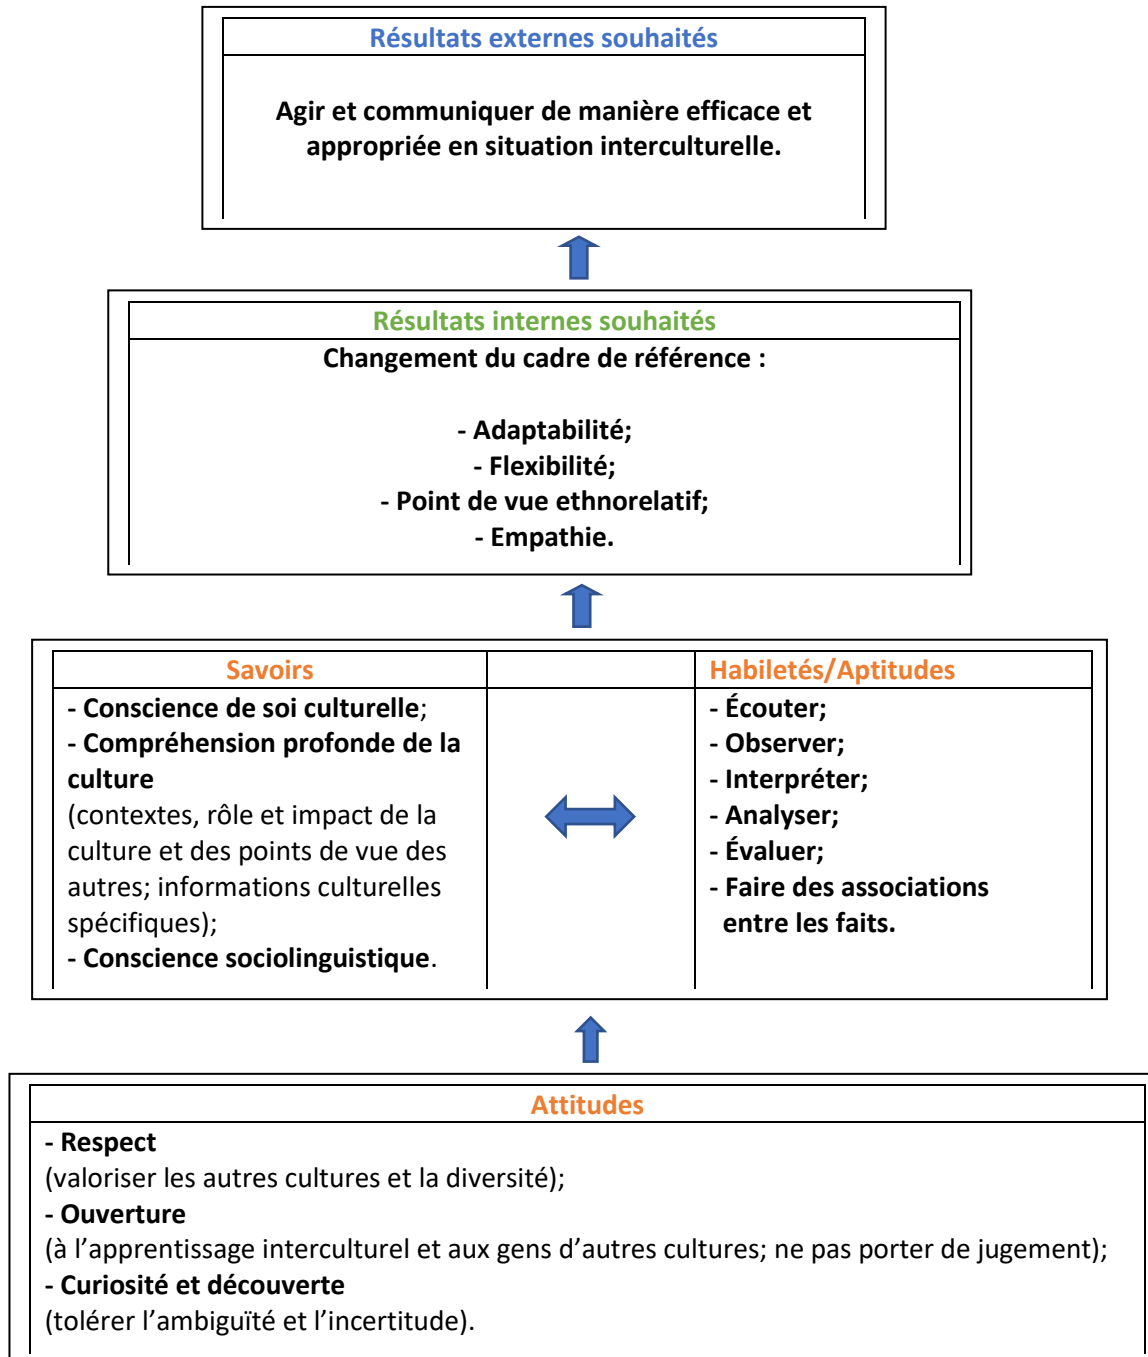 Résultats externes souhaités
Agir et communiquer de manière efficace et
appropriée en situation interculturelle.
Résultats internes souhaités
Changement du cadre de référence :
- Adaptabilité;
- Flexibilité;
- Point de vue ethnorelatif;
- Empathie.
Savoirs
- Conscience de soi culturelle;
- Compréhension profonde de la
culture
(contextes, rôle et impact de la
culture et des points de vue des
autres; informations culturelles
spécifiques);
- Conscience sociolinguistique.
Habiletés/Aptitudes
- Écouter;
- Observer;
- Interpréter;
- Analyser;
- Évaluer;
- Faire des associations
entre les faits.
Attitudes
- Respect
(valoriser les autres cultures et la diversité);
- Ouverture
(à l’apprentissage interculturel et aux gens d’autres cultures; ne pas porter de jugement);
- Curiosité et découverte
(tolérer l’ambiguïté et l’incertitude).